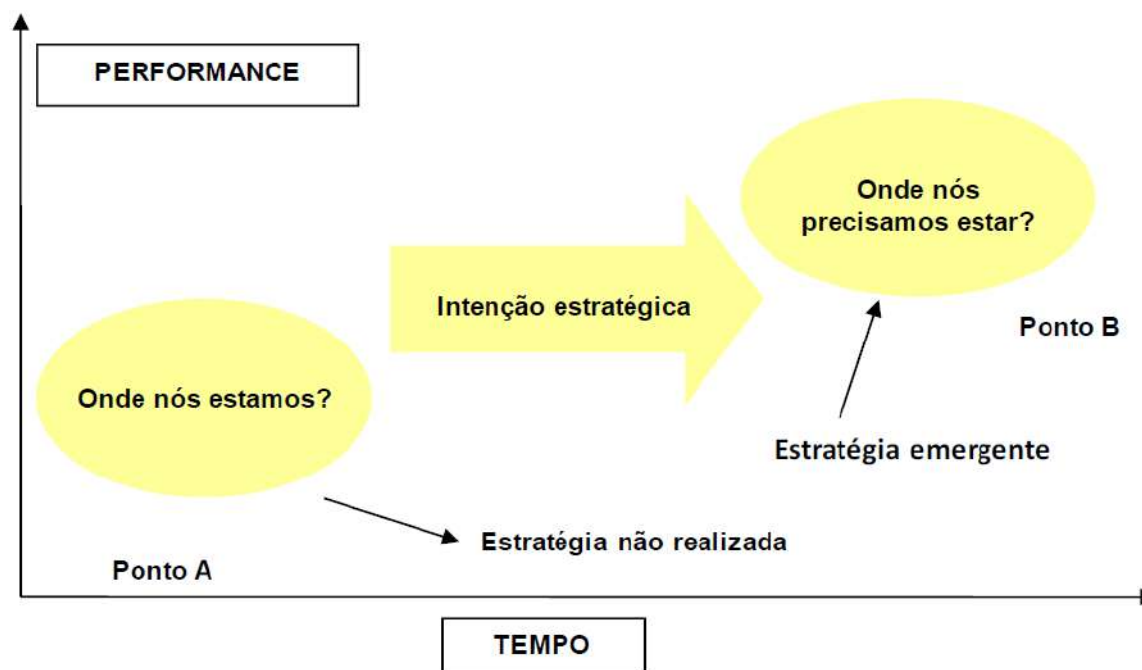 PERFORMANCE
Onde nós
precisamos estar?
Intenção estratégica
Ponto B
Onde nós estamos?
Estratégia emergente
Estratégia não realizada
Ponto A
TEMPO